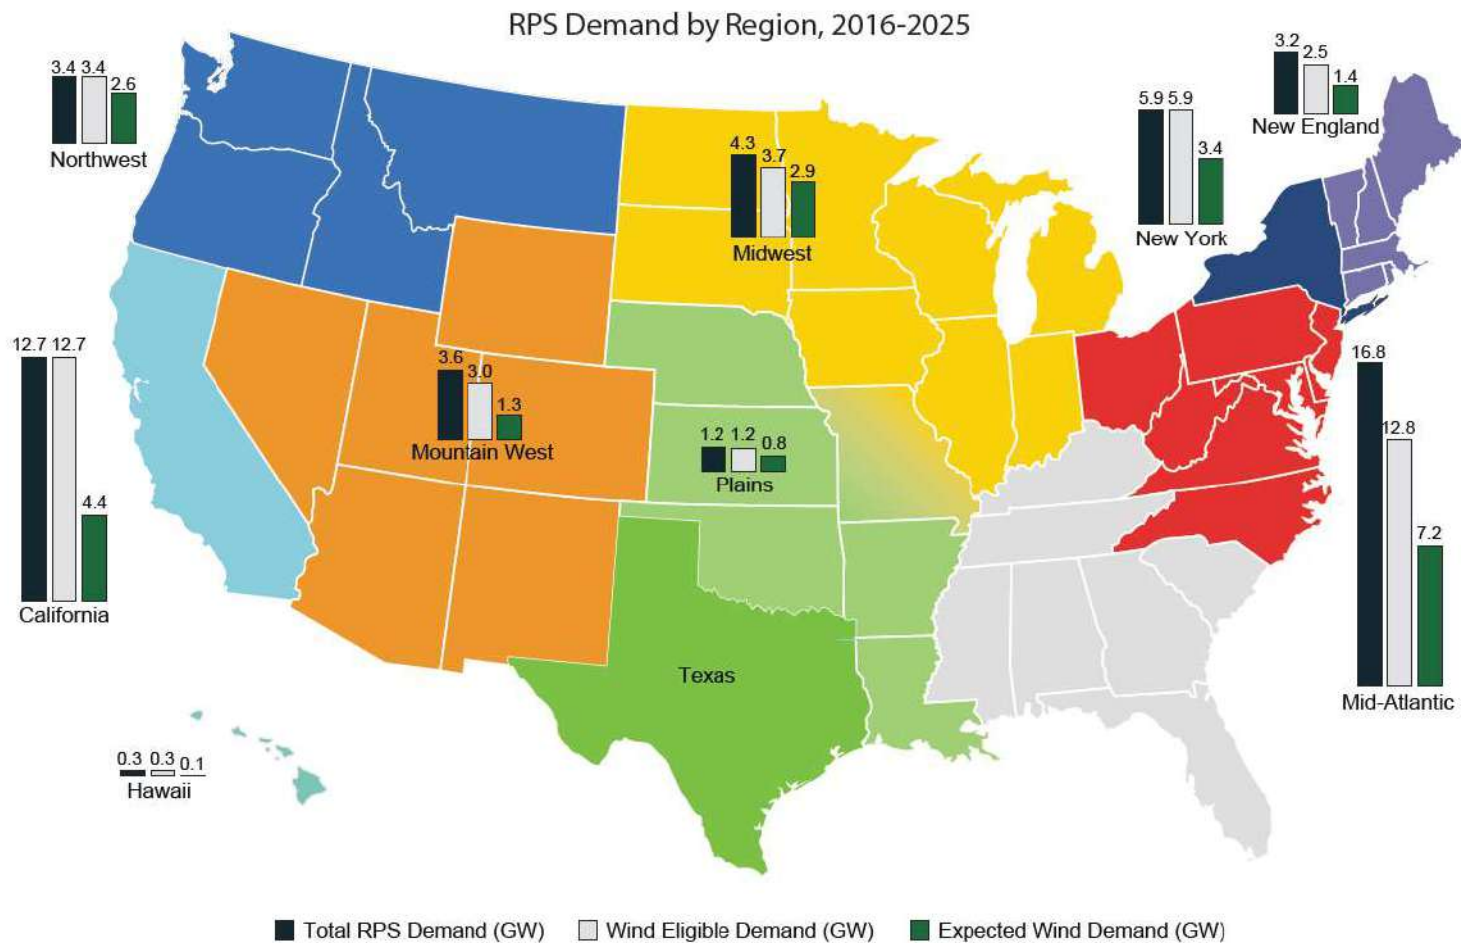 RPS Demand by Region, 2016-2025
3.4 3.4 2.6
Northwest
4.3 3.7 2.9
Midwest
5.9 5.9 3.4
New York
3.2 2.5 1.4
New England
12.7 12.7 4.4
California
3.6 3.0 1.3
Mountain West
1.2 1.2 0.8
Plains
16.8 12.8 7.2
Mid-Atlantic
Texas
0.3 0.3 0.1
Hawaii
Total RPS Demand (GW) Wind Eligible Demand (GW) Expected Wind Demand (GW)